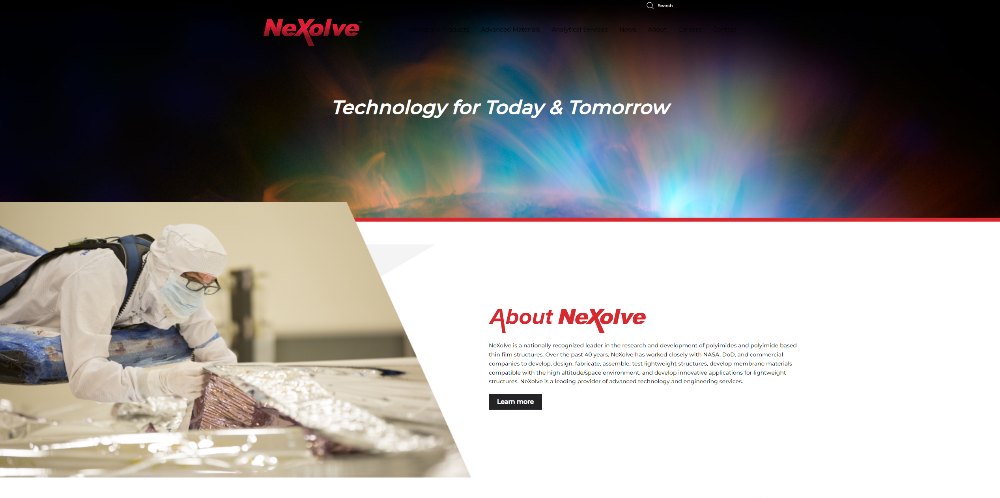 Search
NeXolve™
Aerospace Products Advanced Materials Analytical Services News About Careers Contact
Technology for Today & Tomorrow
About NeXolve
NeXolve is a nationally recognized leader in the research and development of polyimides and polyimide based
thin film structures. Over the past 40 years, NeXolve has worked closely with NASA, DoD, and commercial
companies to develop, design, fabricate, assemble, test lightweight structures, develop membrane materials
compatible with the high altitude/space environment, and develop innovative applications for lightweight
structures. NeXolve is a leading provider of advanced technology and engineering services.
Learn more